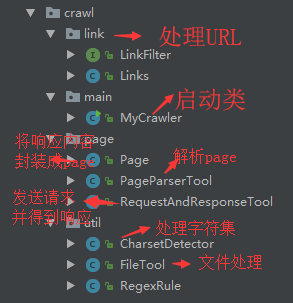 crawl
link 处理URL
LinkFilter
Links
main 启动类
MyCrawler
page
将响应内容
封装成page Page 解析page
PageParserTool
发送请求
并得到响应 RequestAndResponseTool
util 处理字符集
CharsetDetector
FileTool 文件处理
RegexRule